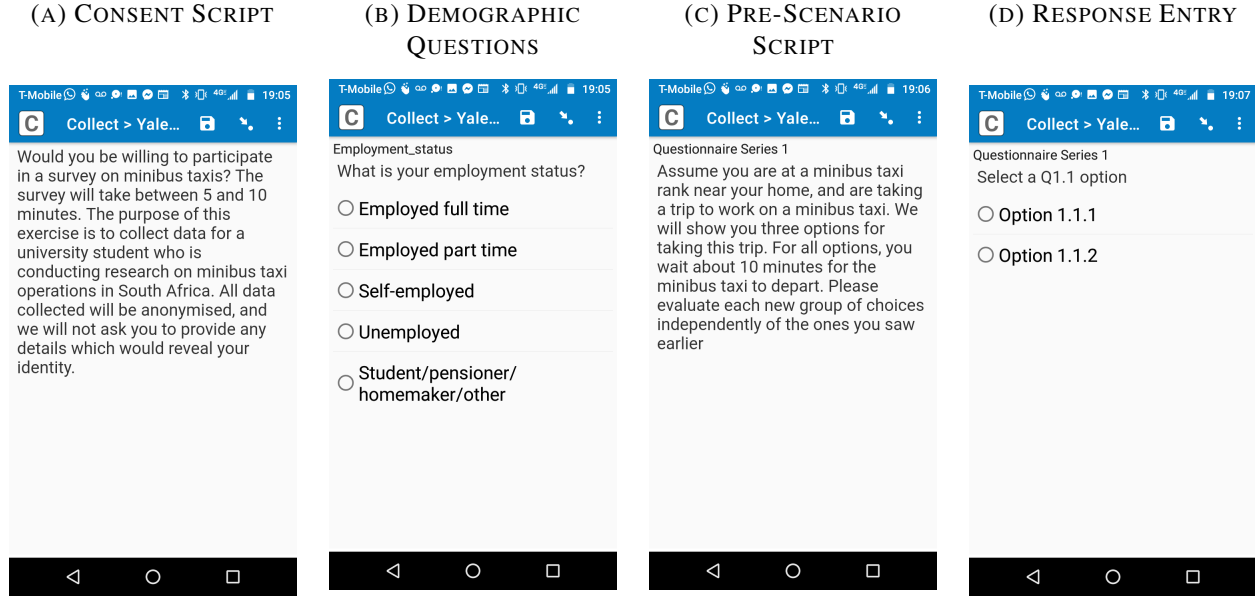 (A) CONSENT SCRIPT
T-Mobile 4GE 19:05
C Collect > Yale...
Would you be willing to participate
in a survey on minibus taxis? The
survey will take between 5 and 10
minutes. The purpose of this
exercise is to collect data for a
university student who is
conducting research on minibus taxi
operations in South Africa. All data
collected will be anonymised, and
we will not ask you to provide any
details which would reveal your
identity.
(B) DEMOGRAPHIC
QUESTIONS
T-Mobile 4GE 19:05
C Collect > Yale...
Employment_status
What is your employment status?
Employed full time
Employed part time
Self-employed
Unemployed
Student/pensioner/
homemaker/other
(C) PRE-SCENARIO
SCRIPT
T-Mobile 4GE 19:06
C Collect > Yale...
Questionnaire Series 1
Assume you are at a minibus taxi
rank near your home, and are taking
a trip to work on a minibus taxi. We
will show you three options for
taking this trip. For all options, you
wait about 10 minutes for the
minibus taxi to depart. Please
evaluate each new group of choices
independently of the ones you saw
earlier
(D) RESPONSE ENTRY
T-Mobile 4GE 19:07
C Collect > Yale...
Questionnaire Series 1
Select a Q1.1 option
Option 1.1.1
Option 1.1.2